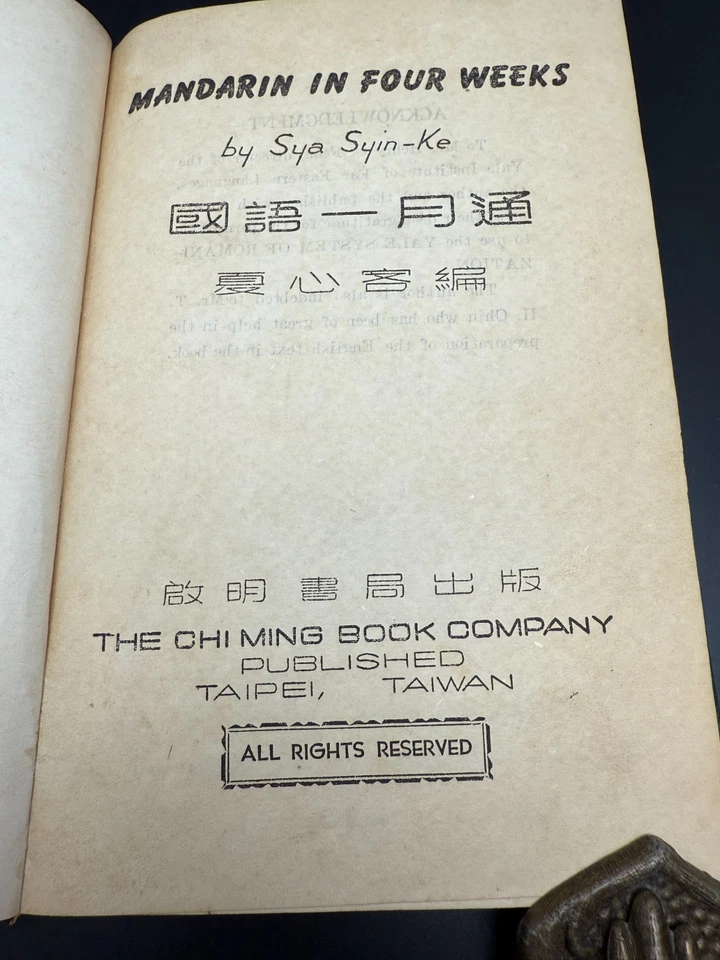 MANDARIN IN FOUR WEEKS
by Sya Syin-Ke
國語一月通
夏心客編
啟明書局出版
THE CHI MING BOOK COMPANY
PUBLISHED
TAIPEI, TAIWAN
ALL RIGHTS RESERVED